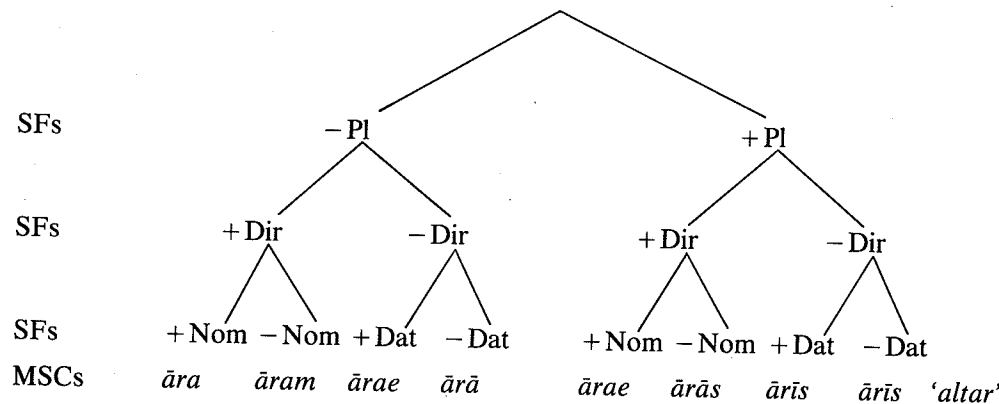 SFs −Pl +Pl
SFs +Dir −Dir +Dir −Dir
SFs +Nom −Nom +Dat −Dat +Nom −Nom +Dat −Dat
MSCs āra āram ārae ārā ārae ārās ārīs ārīs ‘altar’